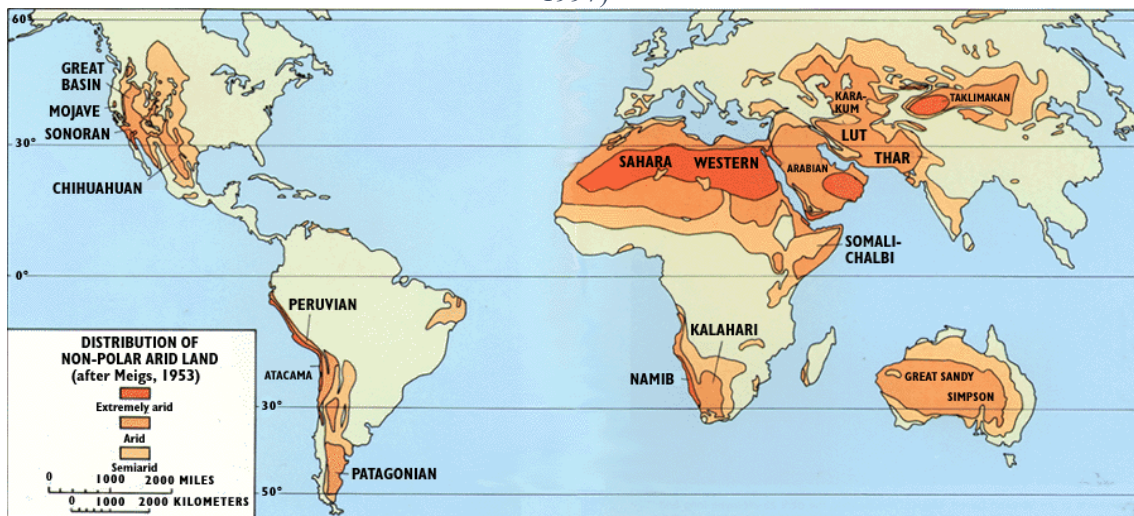 60°
GREAT
BASIN
MOJAVE
SONORAN
30°
CHIHUAHUAN
KARA-
KUM
TAKLIMAKAN
LUT
THAR
SAHARA WESTERN
ARABIAN
SOMALI-
CHALBI
0°
PERUVIAN
KALAHARI
ATACAMA
NAMIB
GREAT SANDY
SIMPSON
30°
PATAGONIAN
50°
DISTRIBUTION OF
NON-POLAR ARID LAND
(after Meigs, 1953)
Extremely arid
Arid
Semiarid
0 1000 2000 MILES
0 1000 2000 KILOMETERS